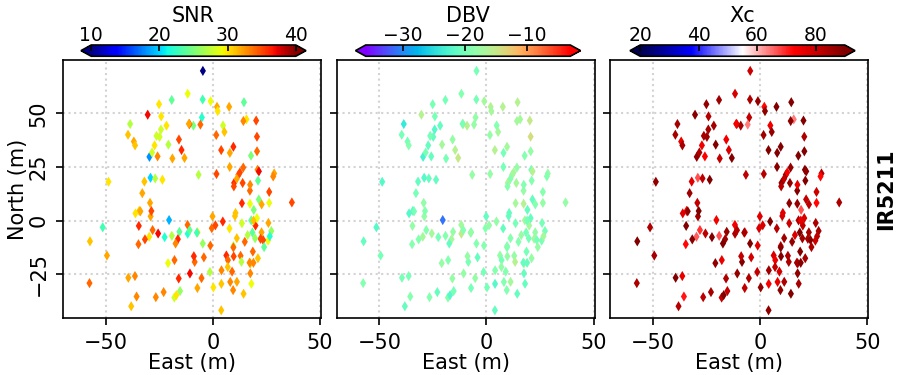 SNR DBV Xc
10 20 30 40 −30 −20 −10 20 40 60 80
50
25
0
−25
North (m)
IR5211
−50 0 50 −50 0 50 −50 0 50
East (m) East (m) East (m)